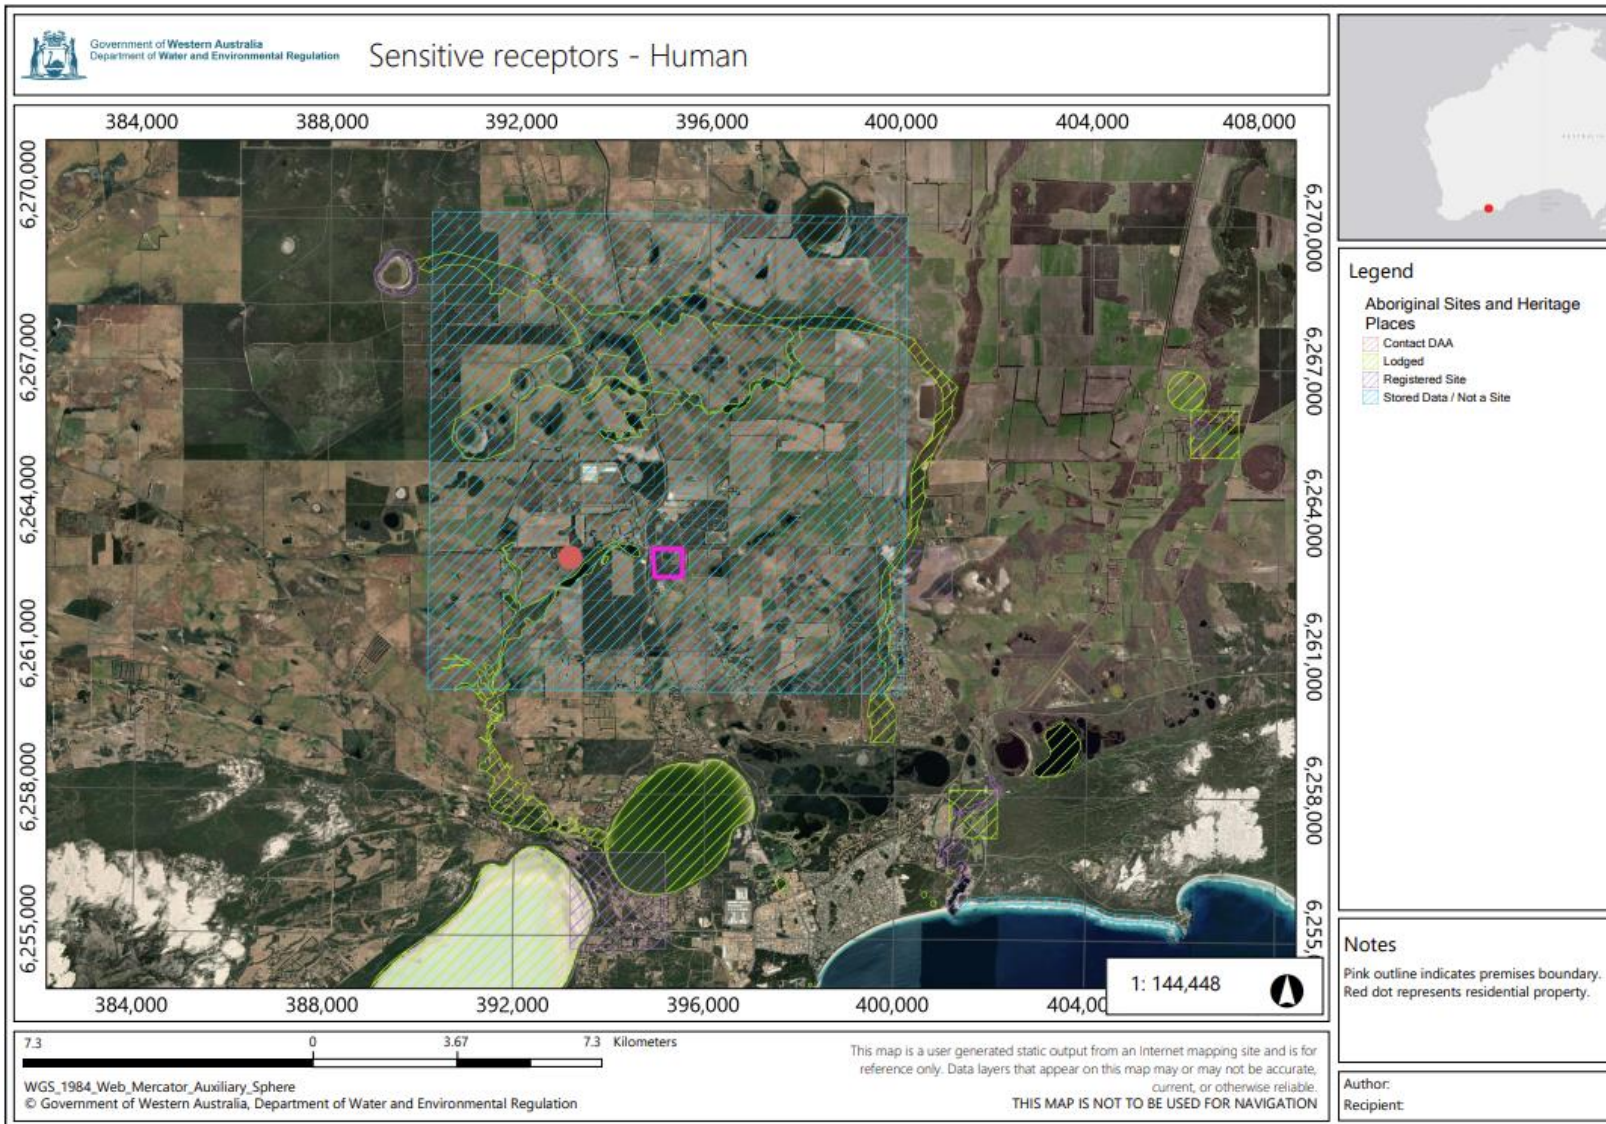 Government of Western Australia
Department of Water and Environmental Regulation
Sensitive receptors - Human
384,000 388,000 392,000 396,000 400,000 404,000 408,000
6,270,000
6,267,000
6,264,000
6,261,000
6,258,000
6,255,000
6,270,000
6,267,000
6,264,000
6,261,000
6,258,000
6,255,
384,000 388,000 392,000 396,000 400,000 404,00
1: 144,448
Legend
Aboriginal Sites and Heritage
Places
Contact DAA
Lodged
Registered Site
Stored Data / Not a Site
Notes
Pink outline indicates premises boundary.
Red dot represents residential property.
7.3 0 3.67 7.3 Kilometers
WGS_1984_Web_Mercator_Auxiliary_Sphere
© Government of Western Australia, Department of Water and Environmental Regulation
This map is a user generated static output from an Internet mapping site and is for
reference only. Data layers that appear on this map may or may not be accurate,
current, or otherwise reliable.
THIS MAP IS NOT TO BE USED FOR NAVIGATION
Author:
Recipient: